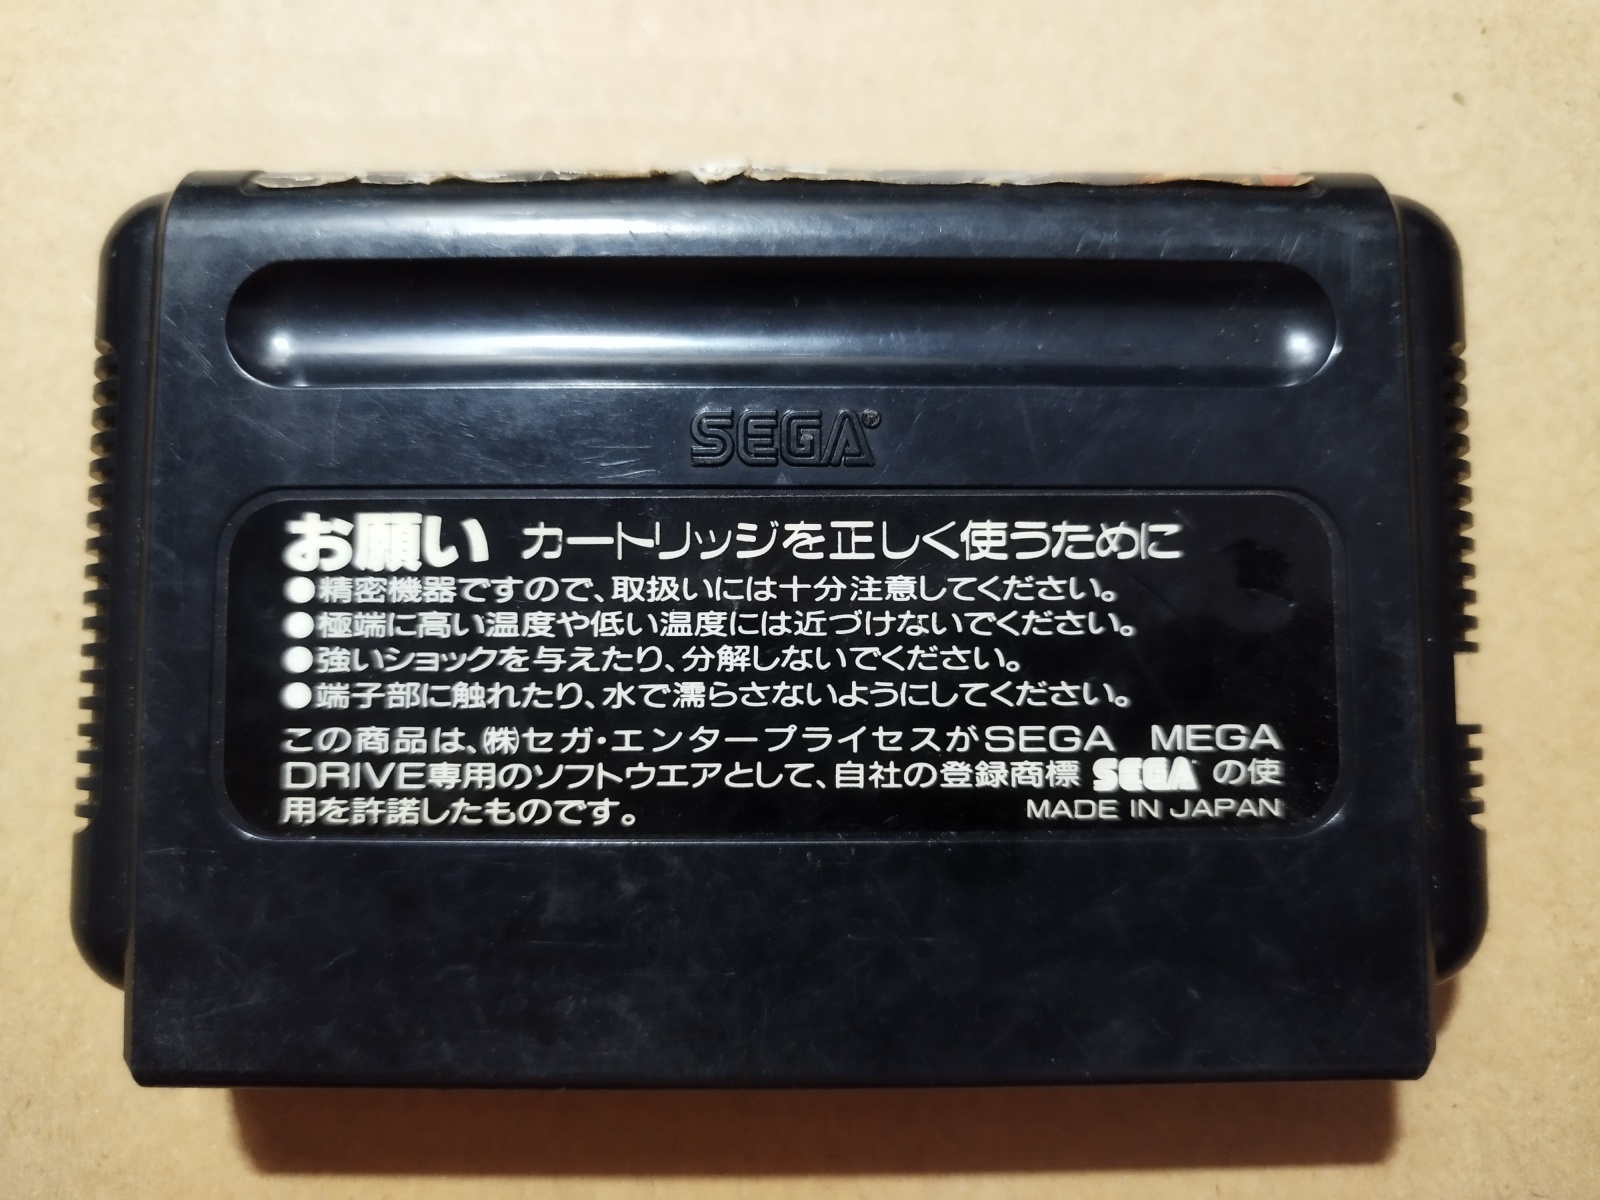 SEGA®
お願い カートリッジを正しく使うために
●精密機器ですので、取扱いには十分注意してください。
●極端に高い温度や低い温度には近づけないでください。
●強いショックを与えたり、分解しないでください。
●端子部に触れたり、水で濡らさないようにしてください。
この商品は、㈱セガ・エンタープライセスがSEGA MEGA
DRIVE専用のソフトウエアとして、自社の登録商標 SEGA の使
用を許諾したものです。 MADE IN JAPAN